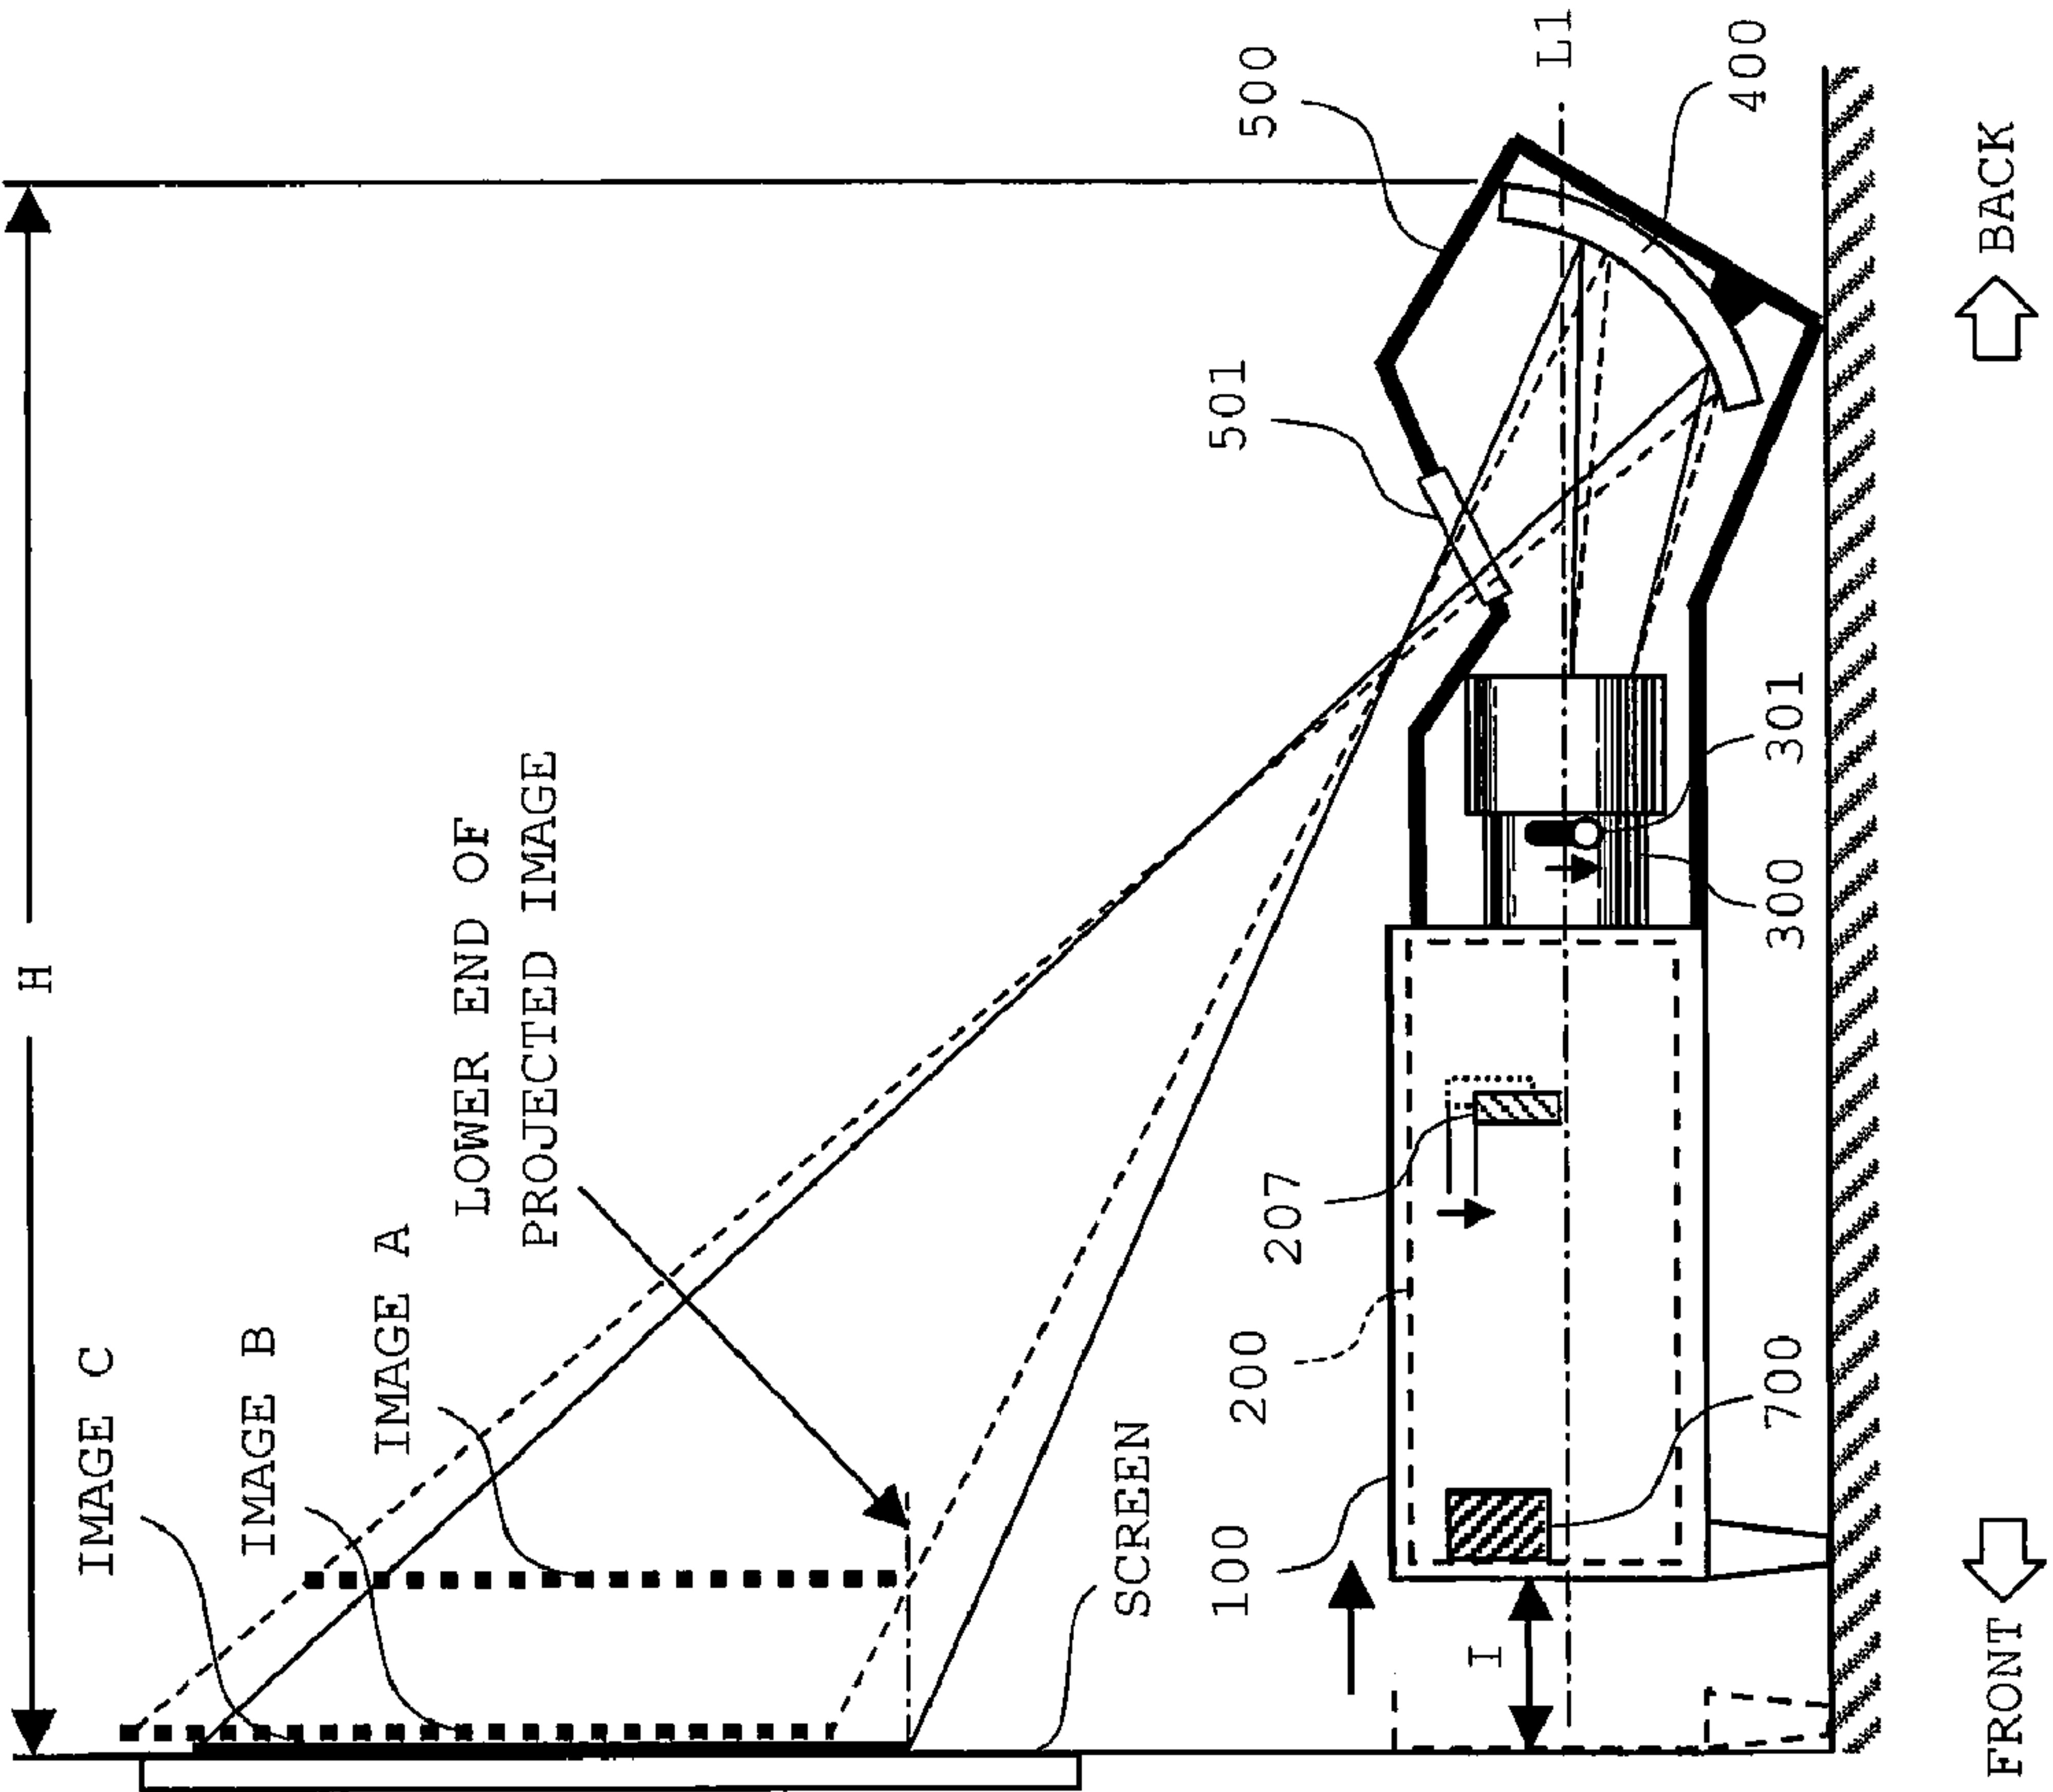 H
IMAGE C
IMAGE B
IMAGE A
LOWER END OF
PROJECTED IMAGE
SCREEN
500
501
L1
400
207
200
100
I
301
300
700
FRONT
BACK